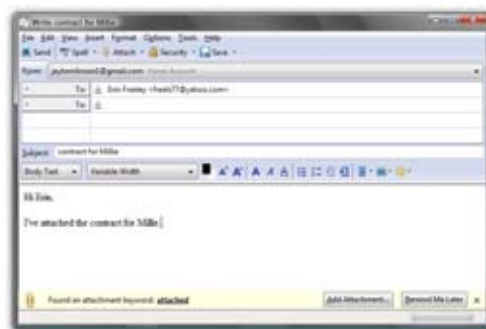 Write: contract for Millie
File Edit View Insert Format Options Tools Help
Send Spell Attach Security Save
From:
To: Erin
To:
Subject: contract for Millie
Body Text Variable Width
Hi Erin,
I've attached the contract for Millie
Found an attachment keyword: attached Add Attachment... Remind Me Later